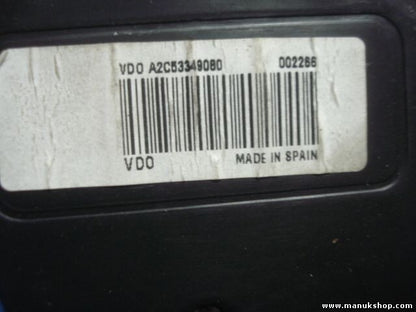 VDO A2C53349080 002266
VDO MADE IN SPAIN
www.manukshop.com